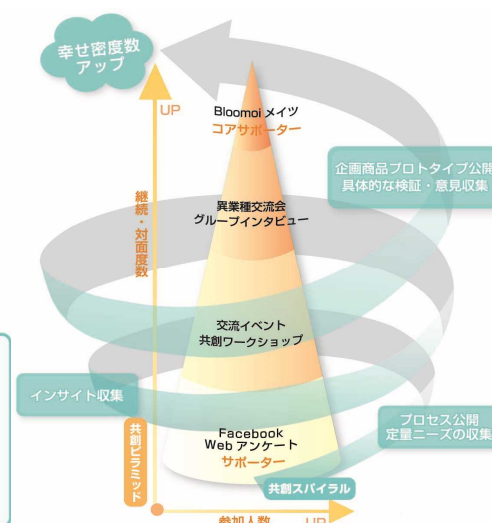 幸せ密度数
アップ
UP
Bloomoi メイツ
コアサポーター
企画商品プロトタイプ公開
具体的な検証・意見収集
継続・対面度数
異業種交流会
グループインタビュー
交流イベント
共創ワークショップ
インサイト収集
プロセス公開
定量ニーズの収集
Facebook
Web アンケート
サポーター
共創ピラミッド
共創スパイラル
参加人数
UP